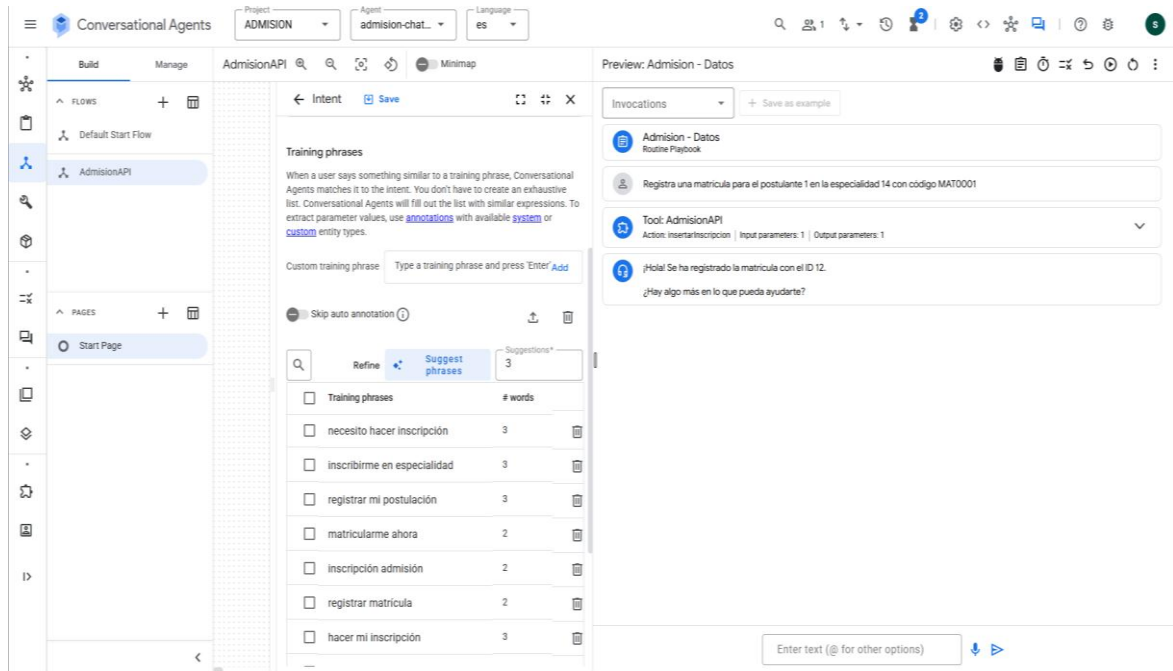 Conversational Agents
Project
ADMISION
Agent
admision-chat...
Language
es
1
2
S
Build
Manage
AdmisionAPI
Minimap
Preview: Admision - Datos
FLOWS
Default Start Flow
AdmisionAPI
PAGES
Start Page
Intent
Save
Training phrases
When a user says something similar to a training phrase, Conversational
Agents matches it to the intent. You don't have to create an exhaustive
list. Conversational Agents will fill out the list with similar expressions. To
extract parameter values, use annotations with available system or
custom entity types.
Custom training phrase
Type a training phrase and press 'Enter'
Add
Skip auto annotation
Refine
Suggest
phrases
Suggestions*
3
Training phrases
# words
necesito hacer inscripción
3
inscribirme en especialidad
3
registrar mi postulación
3
matricularme ahora
2
inscripción admisión
2
registrar matrícula
2
hacer mi inscripción
3
Invocations
+ Save as example
Admision - Datos
Routine Playbook
Registra una matricula para el postulante 1 en la especialidad 14 con código MAT0001
Tool: AdmisionAPI
Action: insertarInscripcion | Input parameters: 1 | Output parameters: 1
¡Hola! Se ha registrado la matricula con el ID 12.
¿Hay algo más en lo que pueda ayudarte?
Enter text (@ for other options)